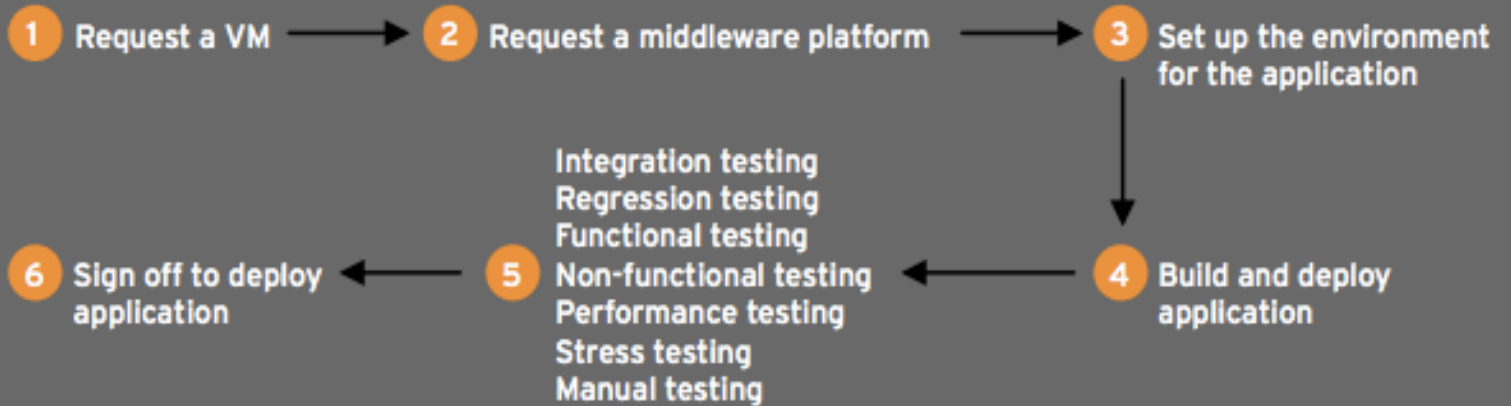 1 Request a VM
2 Request a middleware platform
3 Set up the environment
for the application
4 Build and deploy
application
5
Integration testing
Regression testing
Functional testing
Non-functional testing
Performance testing
Stress testing
Manual testing
6 Sign off to deploy
application